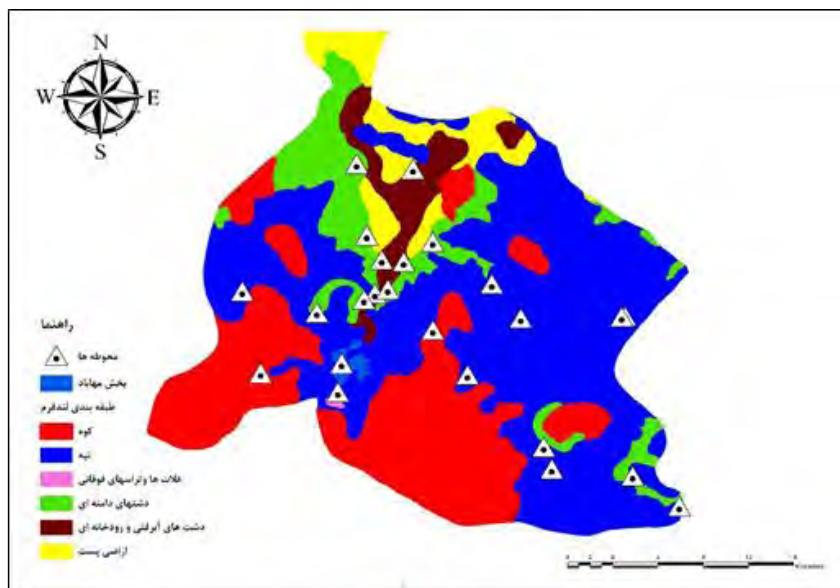 N
W E
S
راهنما
محوطه ها
بخش مهاباد
طبقه بندی لندفرم
کوه
تپه
فلات ها وتراسهای فوقانی
دشتهای دامنه ای
دشت های آبرفتی و رودخانه ای
اراضی پست